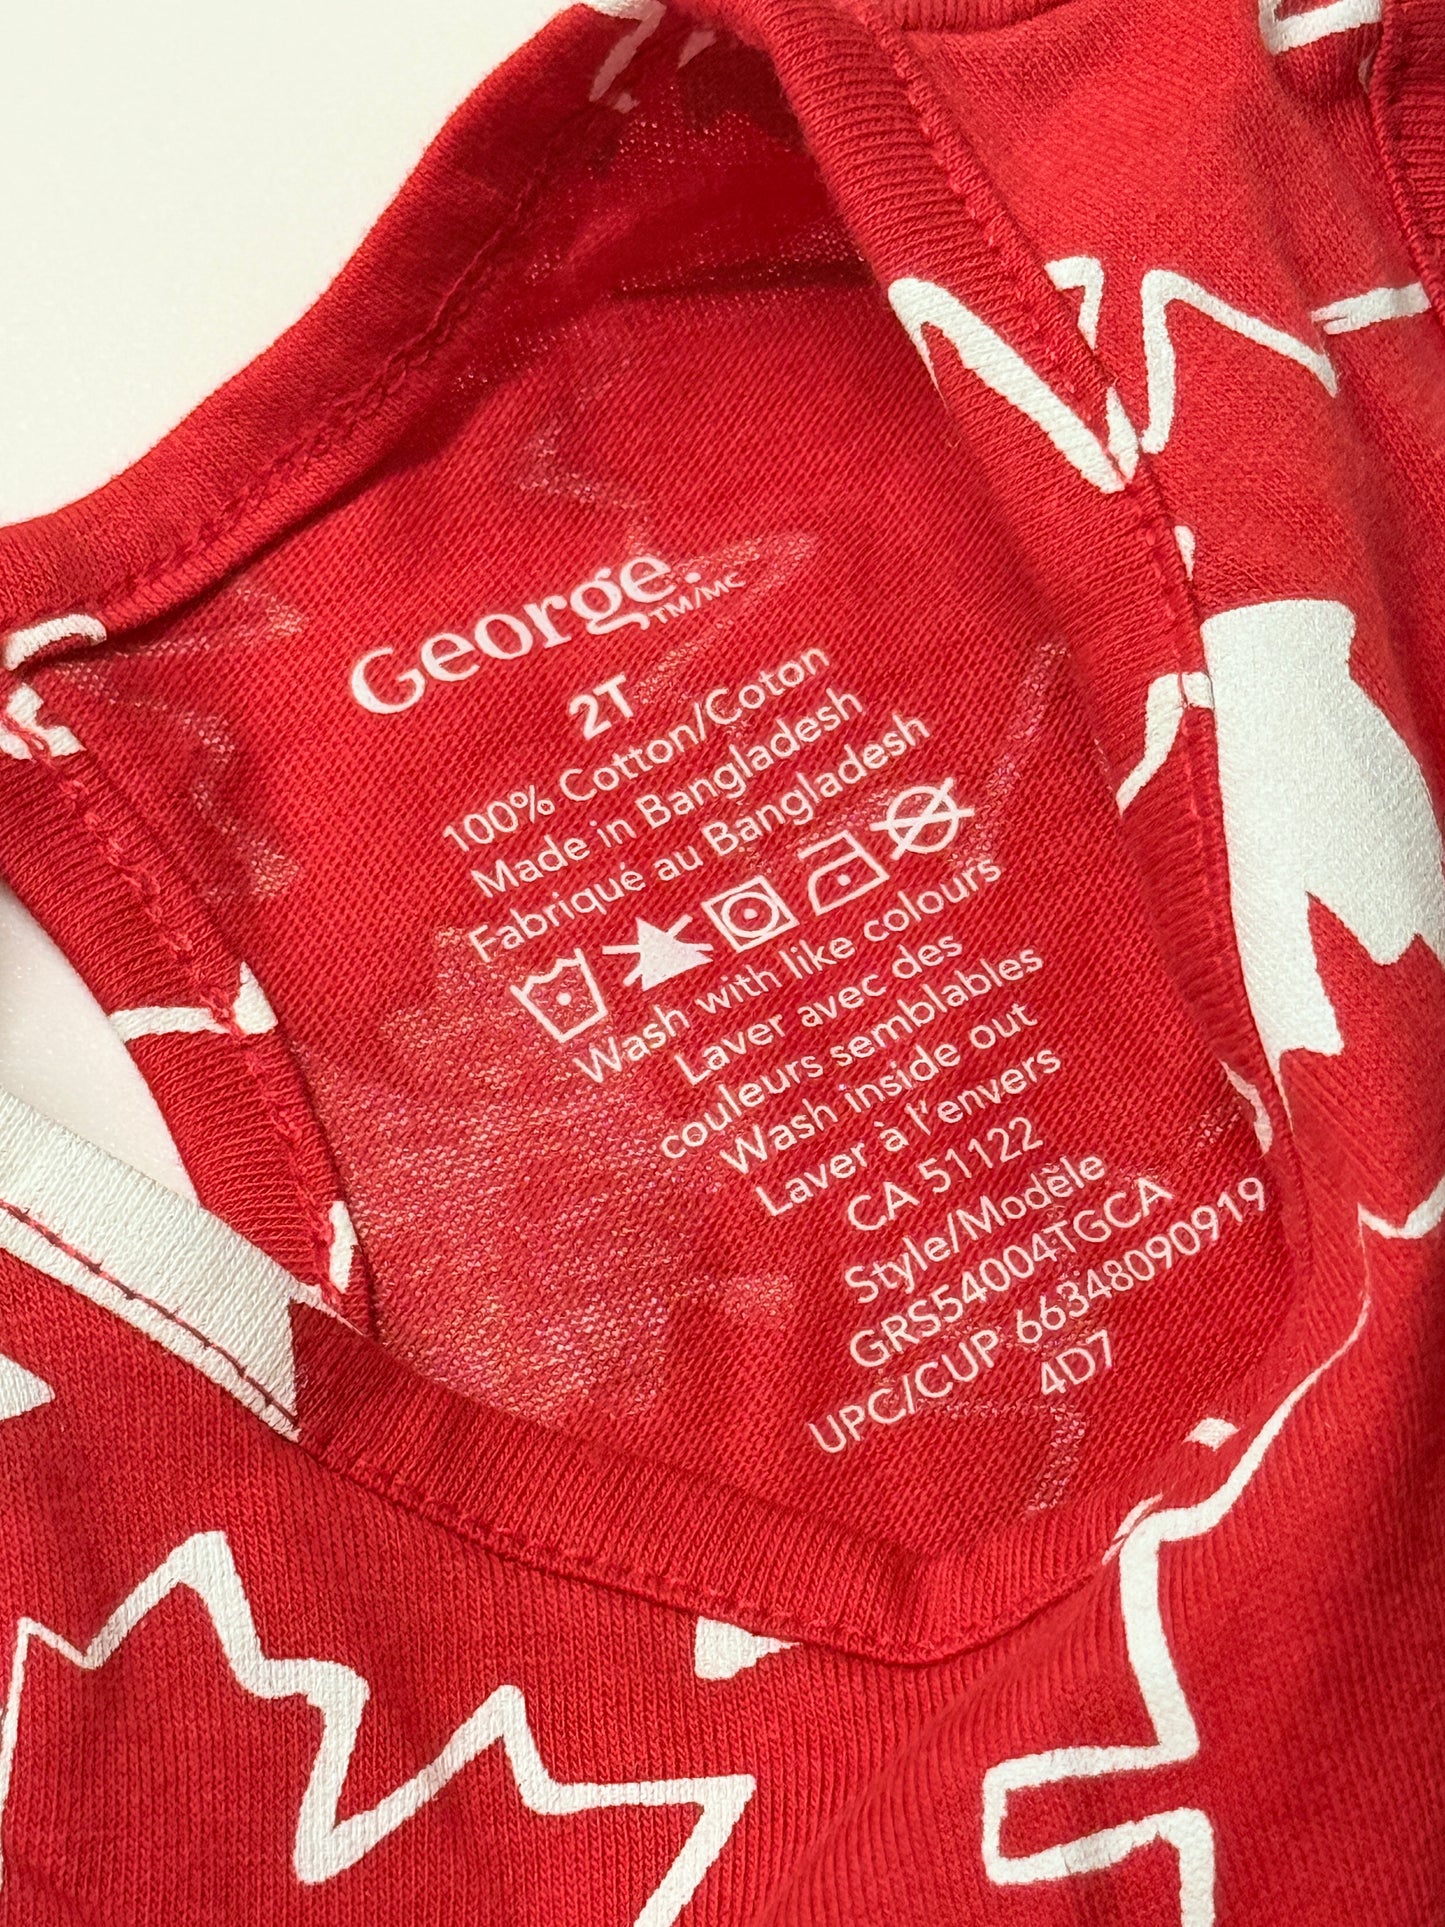 George.™/MC
2T
100% Cotton/Coton
Made in Bangladesh
Fabriqué au Bangladesh
Wash with like colours
Laver avec des
couleurs semblables
Wash inside out
Laver à l'envers
CA 51122
Style/Modèle
GRS54004TGCA
UPC/CUP 66348090919
4D7